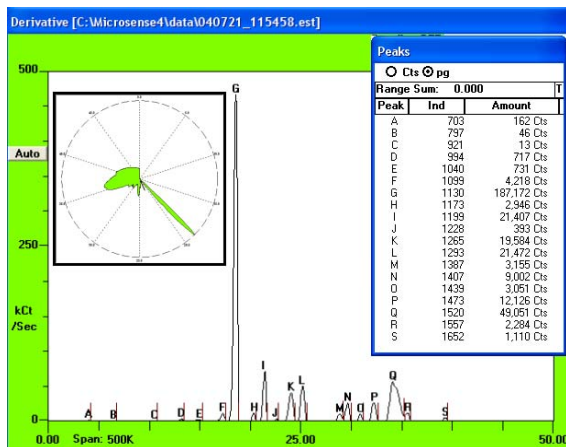 Derivative [C:\Microsense4\data\040721_115458.est]
500
Auto
250
kCt
/Sec
0.00
Span: 500K
25.00
50.00
A
B
C
D
E
F
G
H
I
J
K
L
M
N
O
P
Q
R
S
Peaks
Cts pg
Range Sum: 0.000 T
Peak Ind Amount
A 703 162 Cts
B 797 46 Cts
C 921 13 Cts
D 994 717 Cts
E 1040 731 Cts
F 1099 4,218 Cts
G 1130 187,172 Cts
H 1173 2,946 Cts
I 1199 21,407 Cts
J 1228 393 Cts
K 1265 19,584 Cts
L 1293 21,472 Cts
M 1387 3,155 Cts
N 1407 9,002 Cts
O 1439 3,051 Cts
P 1473 12,126 Cts
Q 1520 49,051 Cts
R 1557 2,284 Cts
S 1652 1,110 Cts